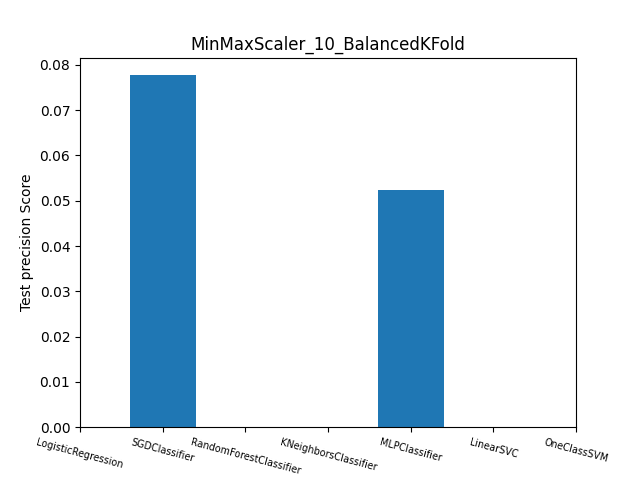 MinMaxScaler_10_BalancedKFold
Test precision Score
0.08
0.07
0.06
0.05
0.04
0.03
0.02
0.01
0.00
LogisticRegression
SGDClassifier
RandomForestClassifier
KNeighborsClassifier
MLPClassifier
LinearSVC
OneClassSVM